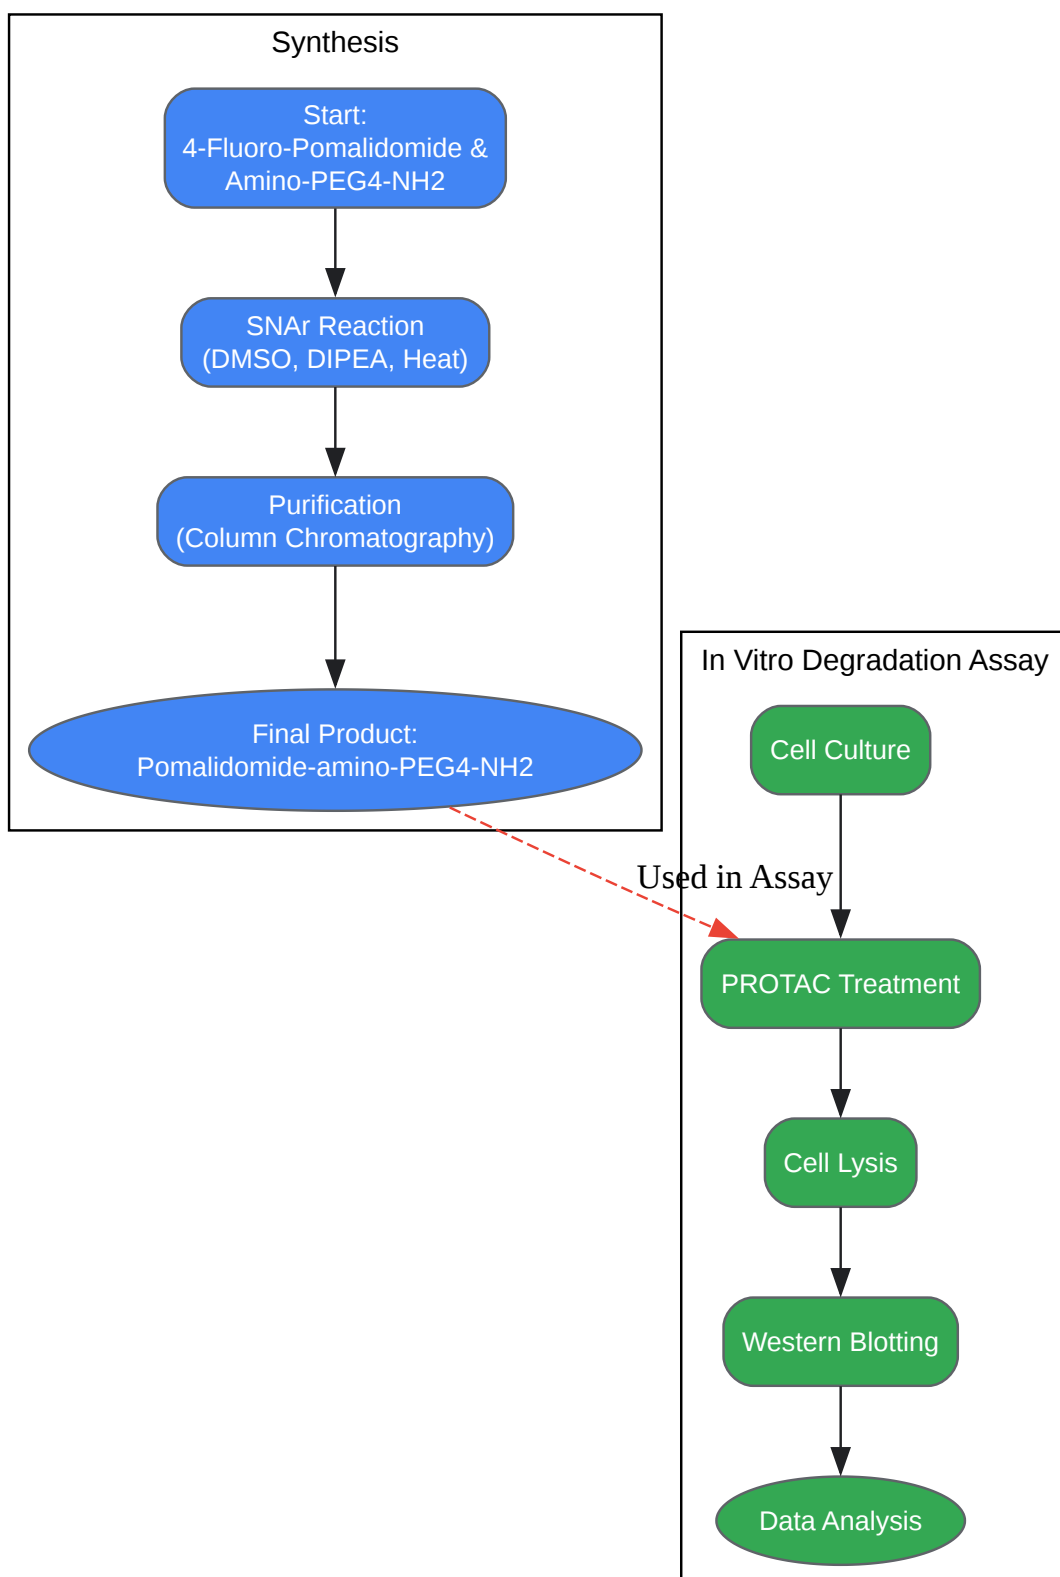 Synthesis
Start:
4-Fluoro-Pomalidomide &
Amino-PEG4-NH2
SNAr Reaction
(DMSO, DIPEA, Heat)
Purification
(Column Chromatography)
Final Product:
Pomalidomide-amino-PEG4-NH2
Used in Assay
In Vitro Degradation Assay
Cell Culture
PROTAC Treatment
Cell Lysis
Western Blotting
Data Analysis